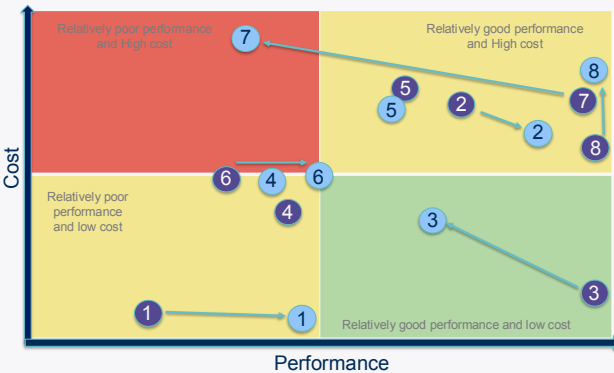 Relatively poor performance
and High cost
Relatively good performance
and High cost
7
8
5
7
2
5
2
8
Cost
6
4
6
Relatively poor
performance
and low cost
4
3
3
1
1
Relatively good performance and low cost
Performance